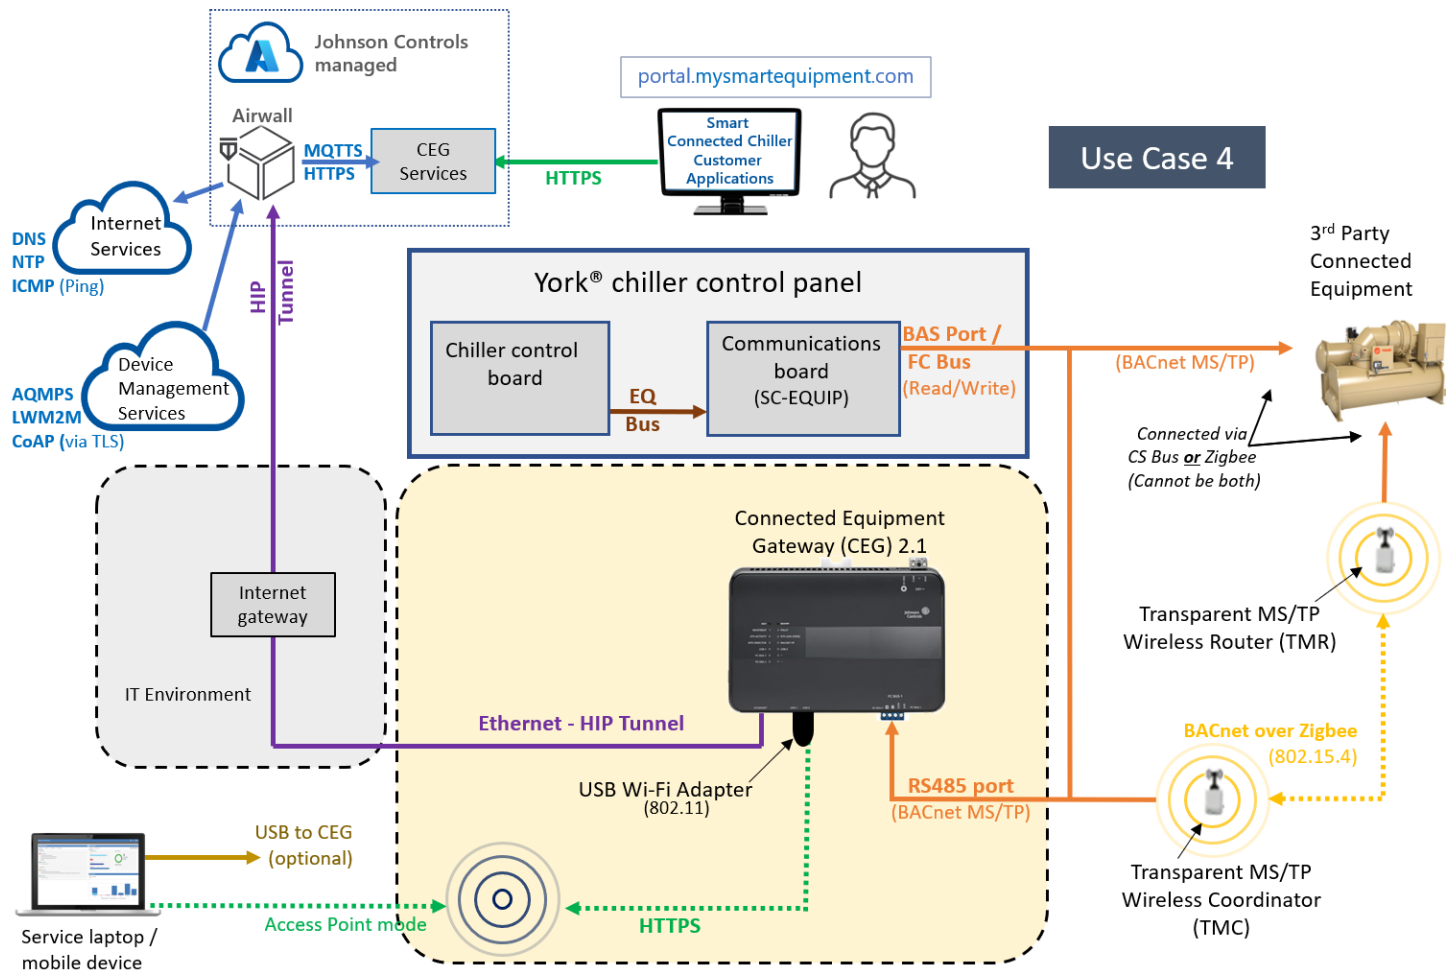 Johnson Controls
managed
portal.mysmartequipment.com
Airwall
MQTTS
HTTPS
CEG
Services
HTTPS
Smart
Connected Chiller
Customer
Applications
Use Case 4
Internet
Services
DNS
NTP
ICMP (Ping)
HIP
Tunnel
Device
Management
Services
AQMPS
LWM2M
CoAP (via TLS)
York® chiller control panel
Chiller control
board
EQ
Bus
Communications
board
(SC-EQUIP)
BAS Port /
FC Bus
(Read/Write)
(BACnet MS/TP)
3rd Party
Connected
Equipment
Connected via
CS Bus or Zigbee
(Cannot be both)
Connected Equipment
Gateway (CEG) 2.1
Johnson
Controls
Internet
gateway
IT Environment
Ethernet - HIP Tunnel
USB Wi-Fi Adapter
(802.11)
RS485 port
(BACnet MS/TP)
Transparent MS/TP
Wireless Router (TMR)
BACnet over Zigbee
(802.15.4)
Transparent MS/TP
Wireless Coordinator
(TMC)
USB to CEG
(optional)
Access Point mode
HTTPS
Service laptop /
mobile device